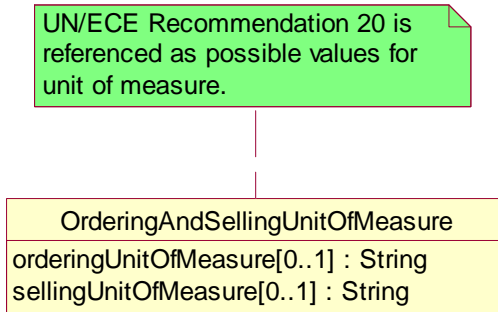 UN/ECE Recommendation 20 is
referenced as possible values for
unit of measure.
OrderingAndSellingUnitOfMeasure
orderingUnitOfMeasure[0..1] : String
sellingUnitOfMeasure[0..1] : String